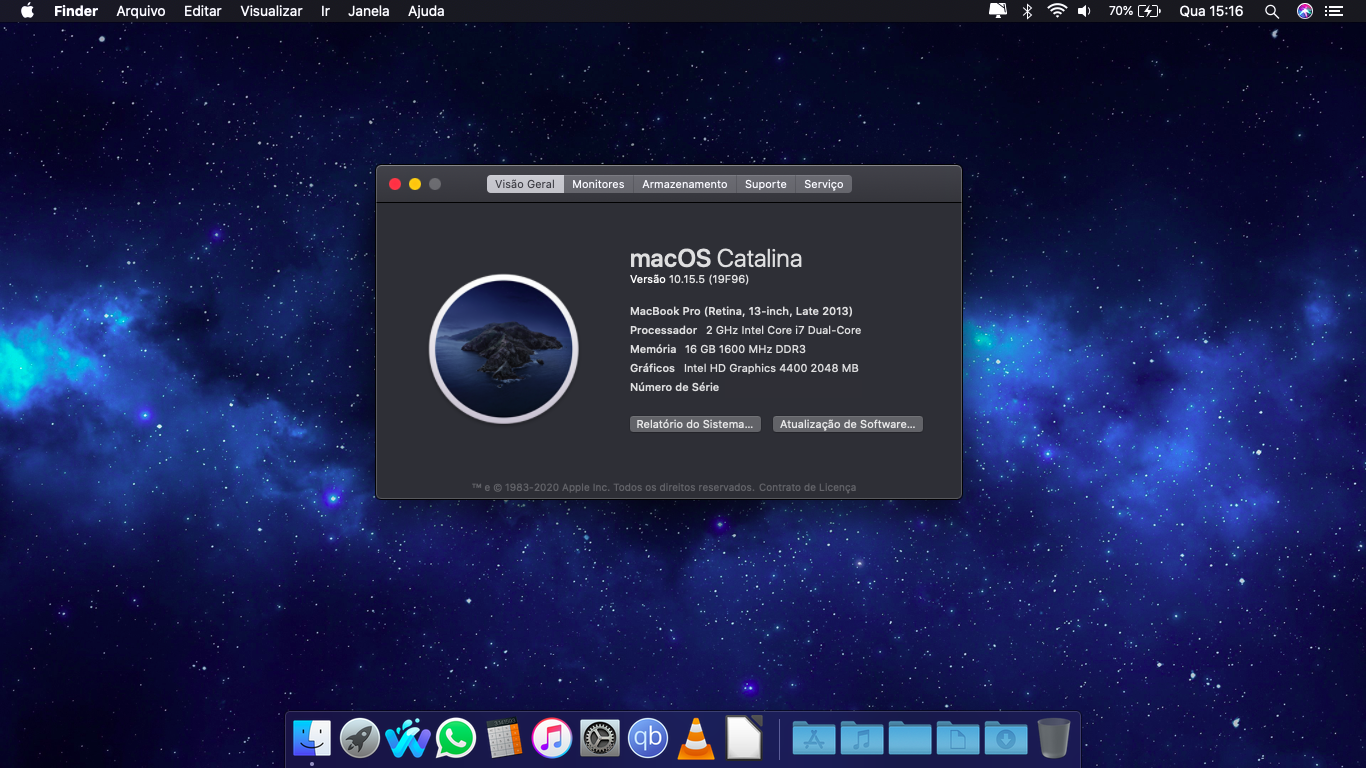 Finder Arquivo Editar Visualizar Ir Janela Ajuda 70% Qua 15:16
Visão Geral Monitores Armazenamento Suporte Serviço
macOS Catalina
Versão 10.15.5 (19F96)
MacBook Pro (Retina, 13-inch, Late 2013)
Processador 2 GHz Intel Core i7 Dual-Core
Memória 16 GB 1600 MHz DDR3
Gráficos Intel HD Graphics 4400 2048 MB
Número de Série
Relatório do Sistema... Atualização de Software...
™ e © 1983-2020 Apple Inc. Todos os direitos reservados. Contrato de Licença
qb